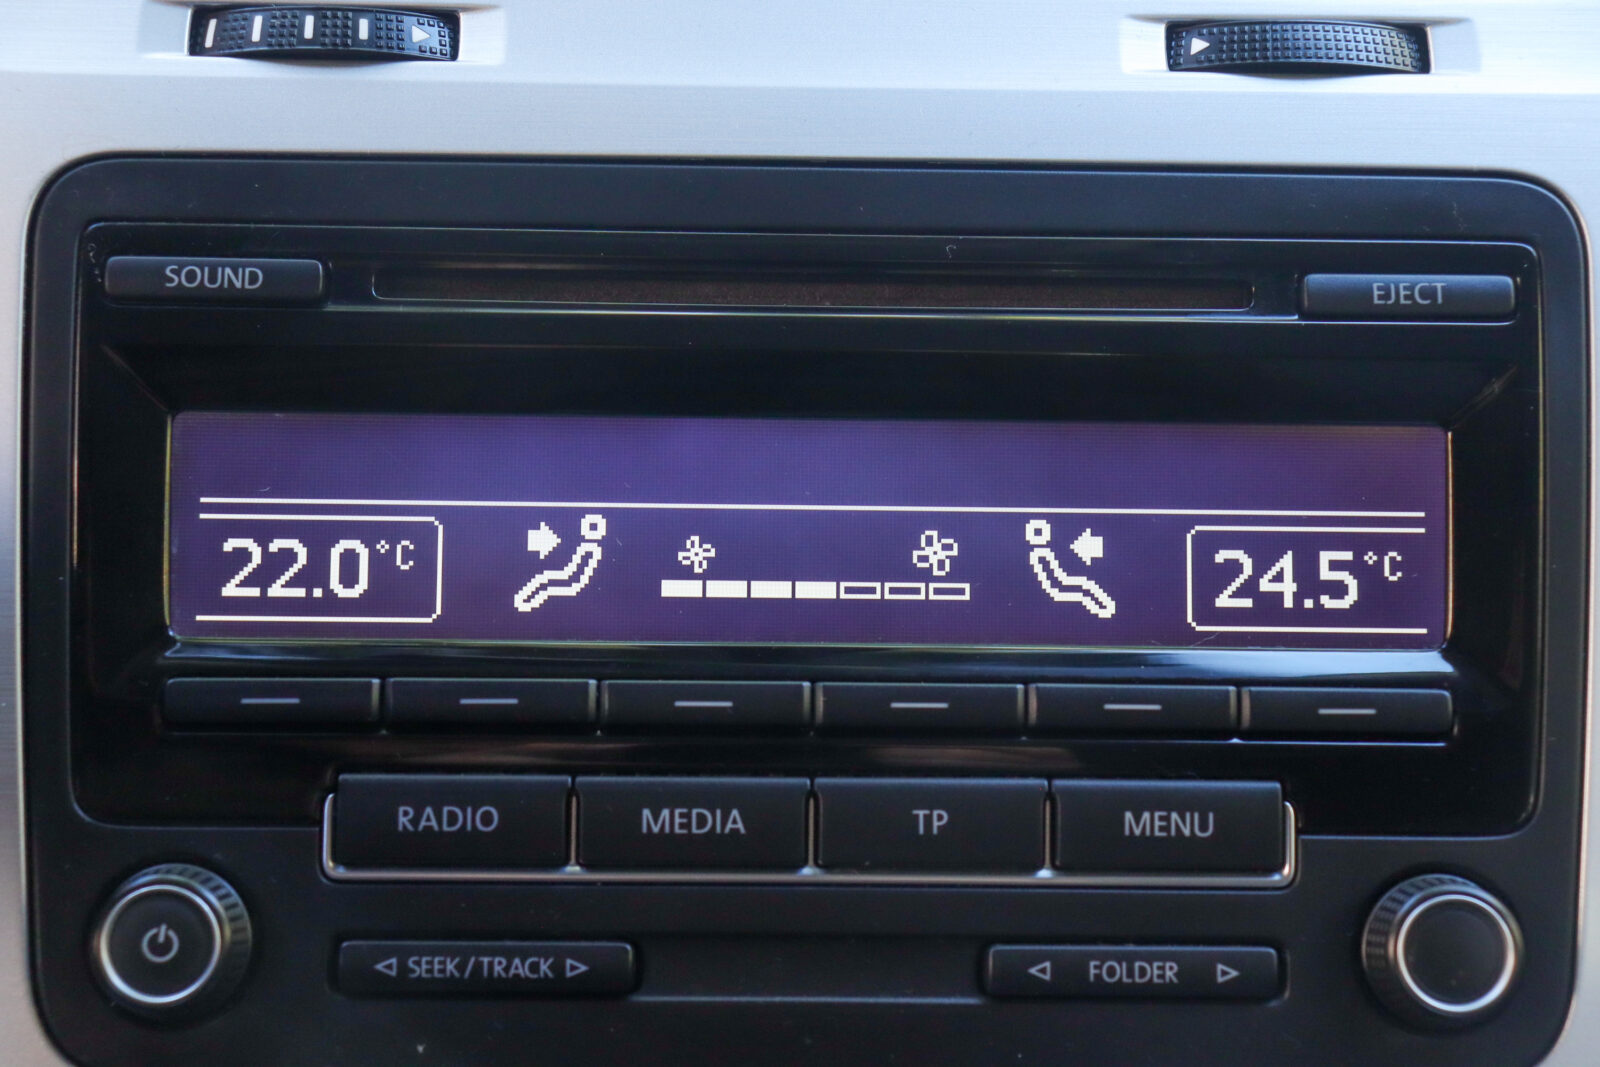 SOUND
EJECT
22.0°C
24.5°C
RADIO
MEDIA
TP
MENU
SEEK/TRACK
FOLDER